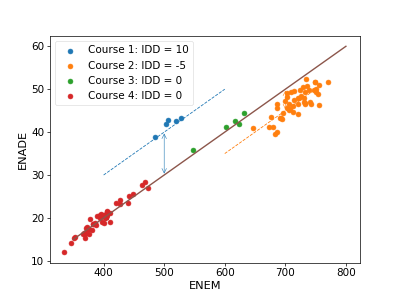 Course 1: IDD = 10
Course 2: IDD = -5
Course 3: IDD = 0
Course 4: IDD = 0
60
50
40
30
20
10
ENADE
400
500
600
700
800
ENEM